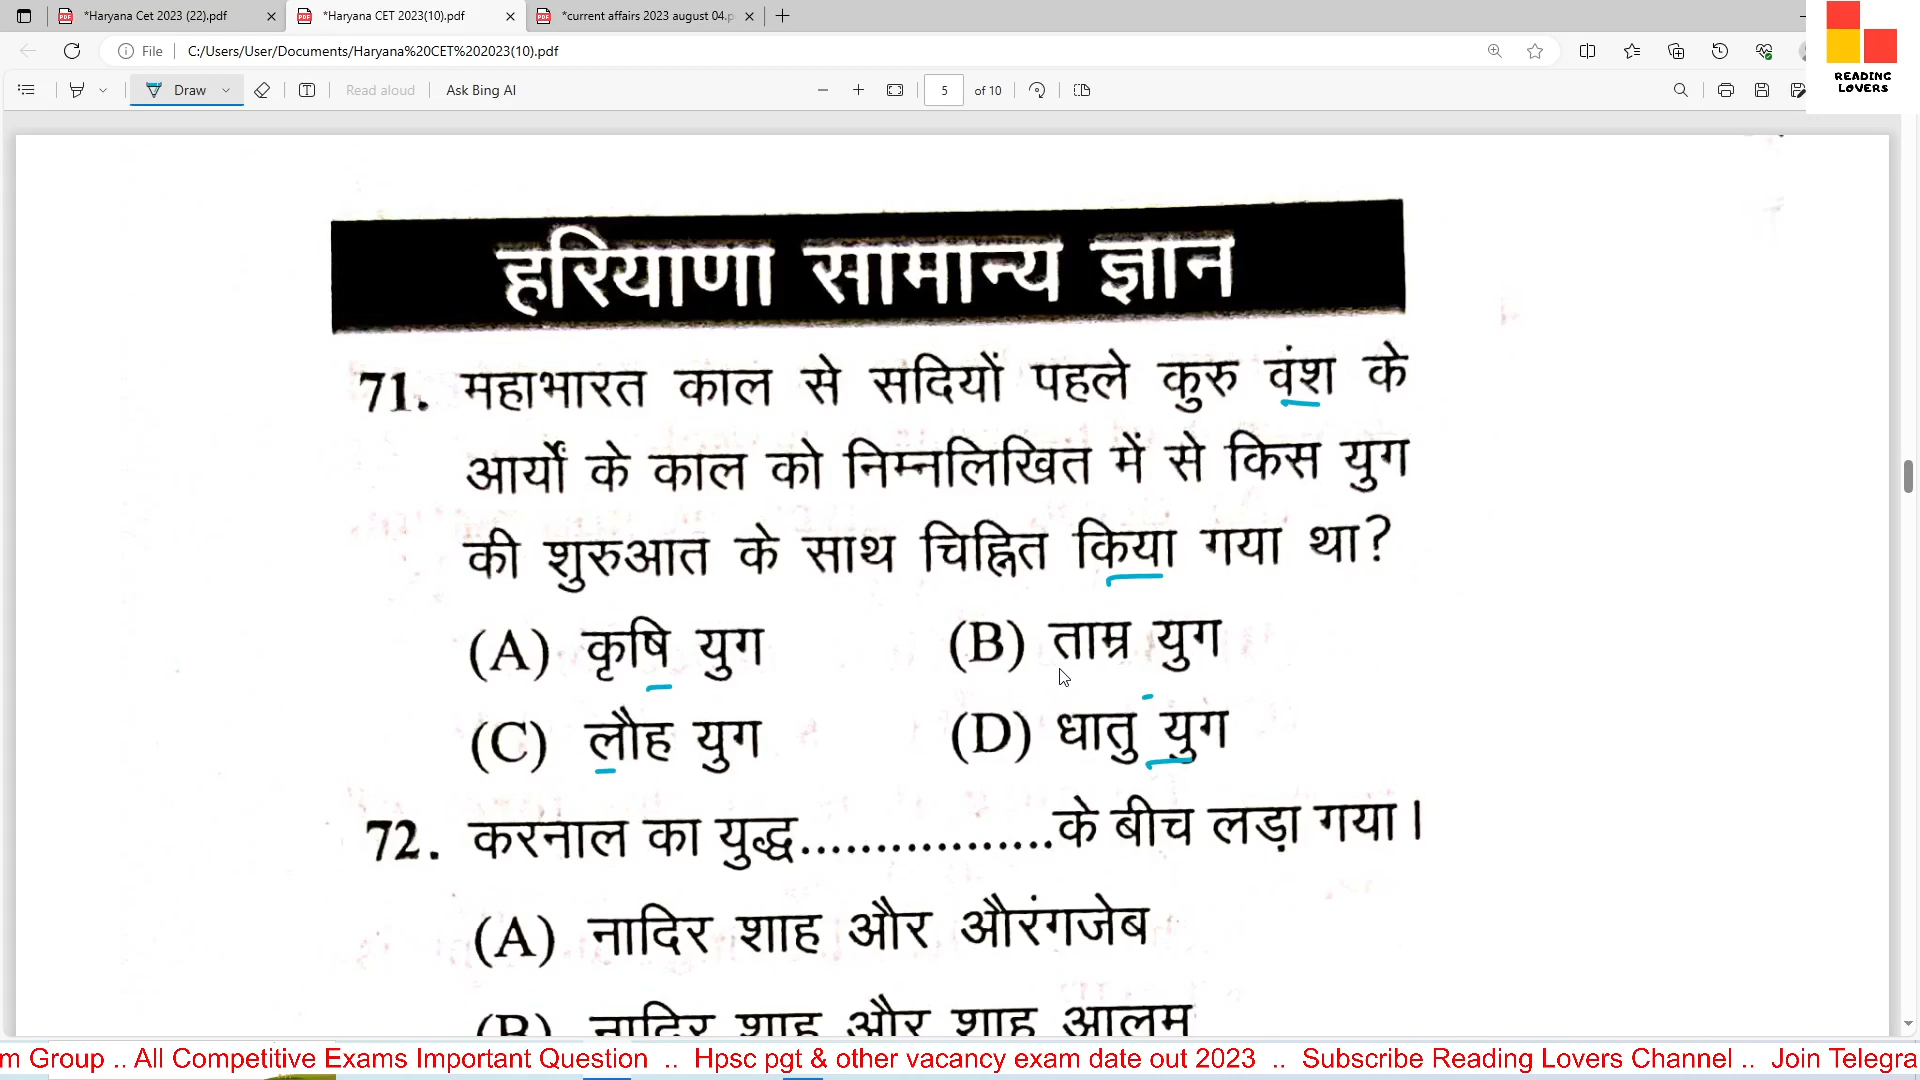 *Haryana Cet 2023 (22).pdf
*Haryana CET 2023(10).pdf
*current affairs 2023 august 04.p
File
C:/Users/User/Documents/Haryana%20CET%202023(10).pdf
READING
LOVERS
Draw
Read aloud
Ask Bing AI
5
of 10
हरियाणा सामान्य ज्ञान
71. महाभारत काल से सदियों पहले कुरु वंश के
आर्यों के काल को निम्नलिखित में से किस युग
की शुरुआत के साथ चिह्नित किया गया था?
(A) कृषि युग
(B) ताम्र युग
(C) लौह युग
(D) धातु युग
72. करनाल का युद्ध.................के बीच लड़ा गया।
(A) नादिर शाह और औरंगजेब
(B) नादिर शाह और शाह आलम
m Group .. All Competitive Exams Important Question .. Hpsc pgt & other vacancy exam date out 2023 .. Subscribe Reading Lovers Channel .. Join Telegra